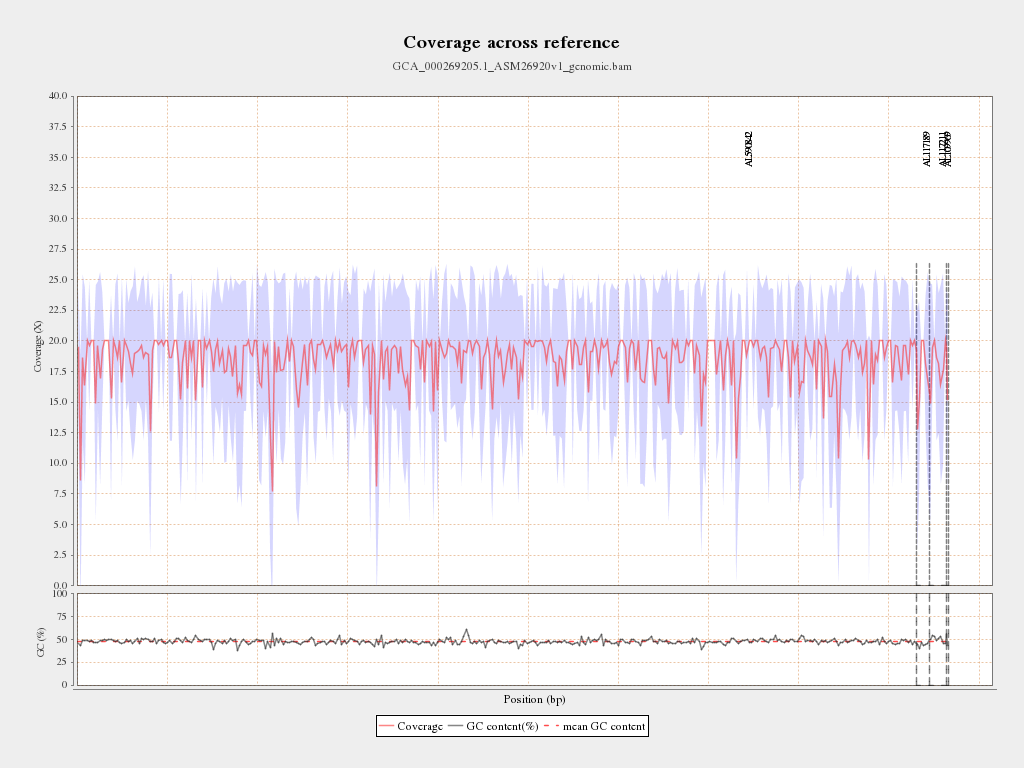 Coverage across reference
GCA_000269205.1_ASM26920v1_genomic.bam
40.0
37.5
35.0
32.5
30.0
27.5
25.0
22.5
20.0
17.5
15.0
12.5
10.0
7.5
5.0
2.5
0.0
Coverage (X)
AL590842
AL117189
AL117211
AL109969
100
75
50
25
0
GC (%)
Position (bp)
Coverage GC content(%) mean GC content